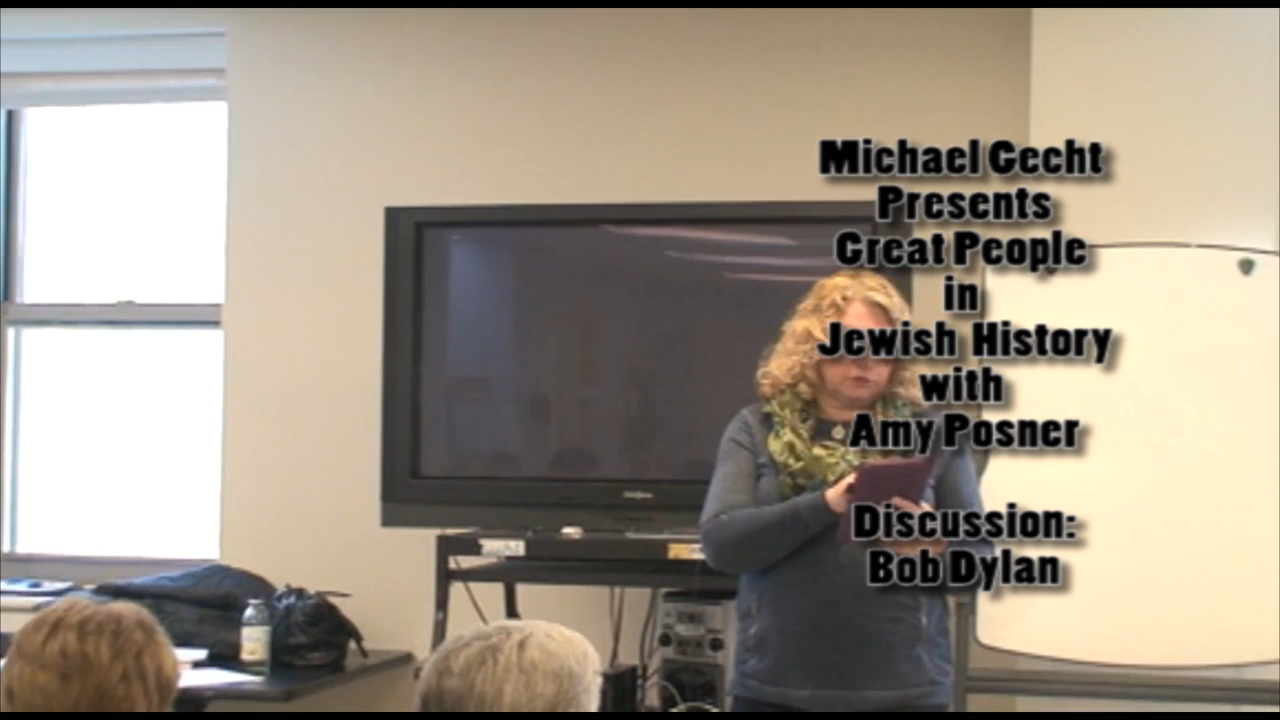 Michael Gecht
Presents
Great People
in
Jewish History
with
Amy Posner
Discussion:
Bob Dylan